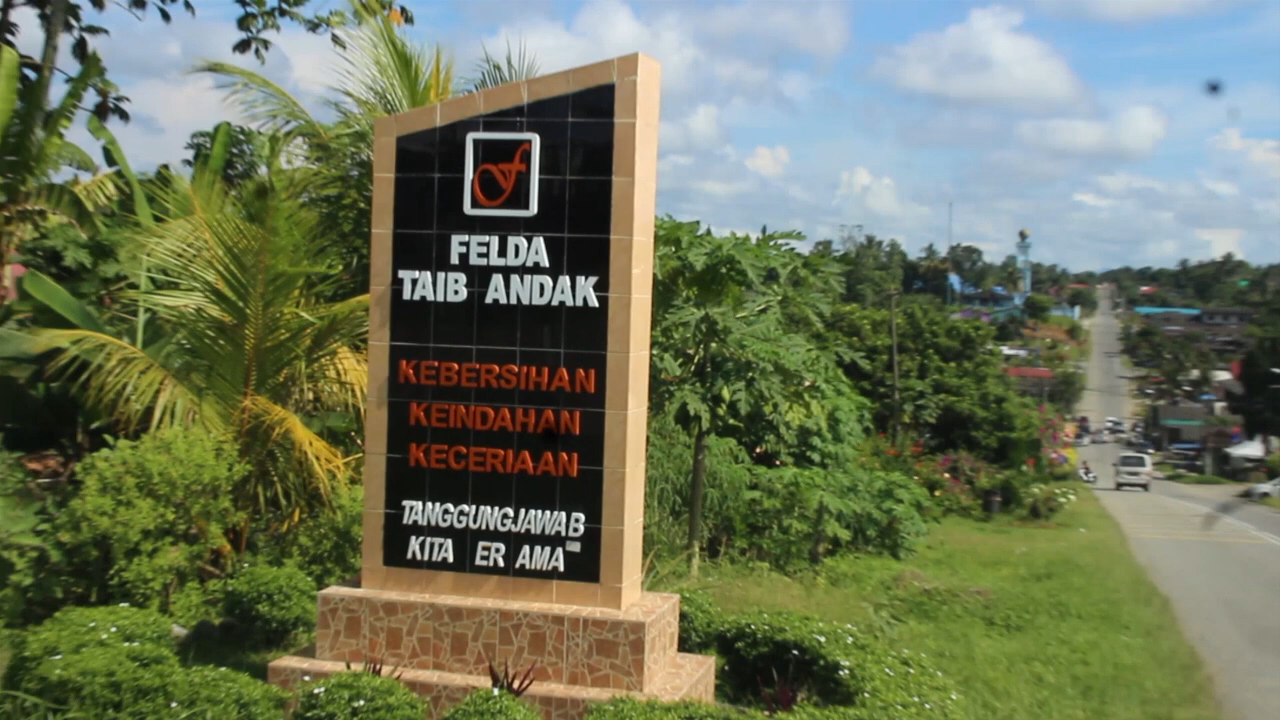 FELDA
TAIB ANDAK
KEBERSIHAN
KEINDAHAN
KECERIAAN
TANGGUNGJAWAB
KITA ER AMA